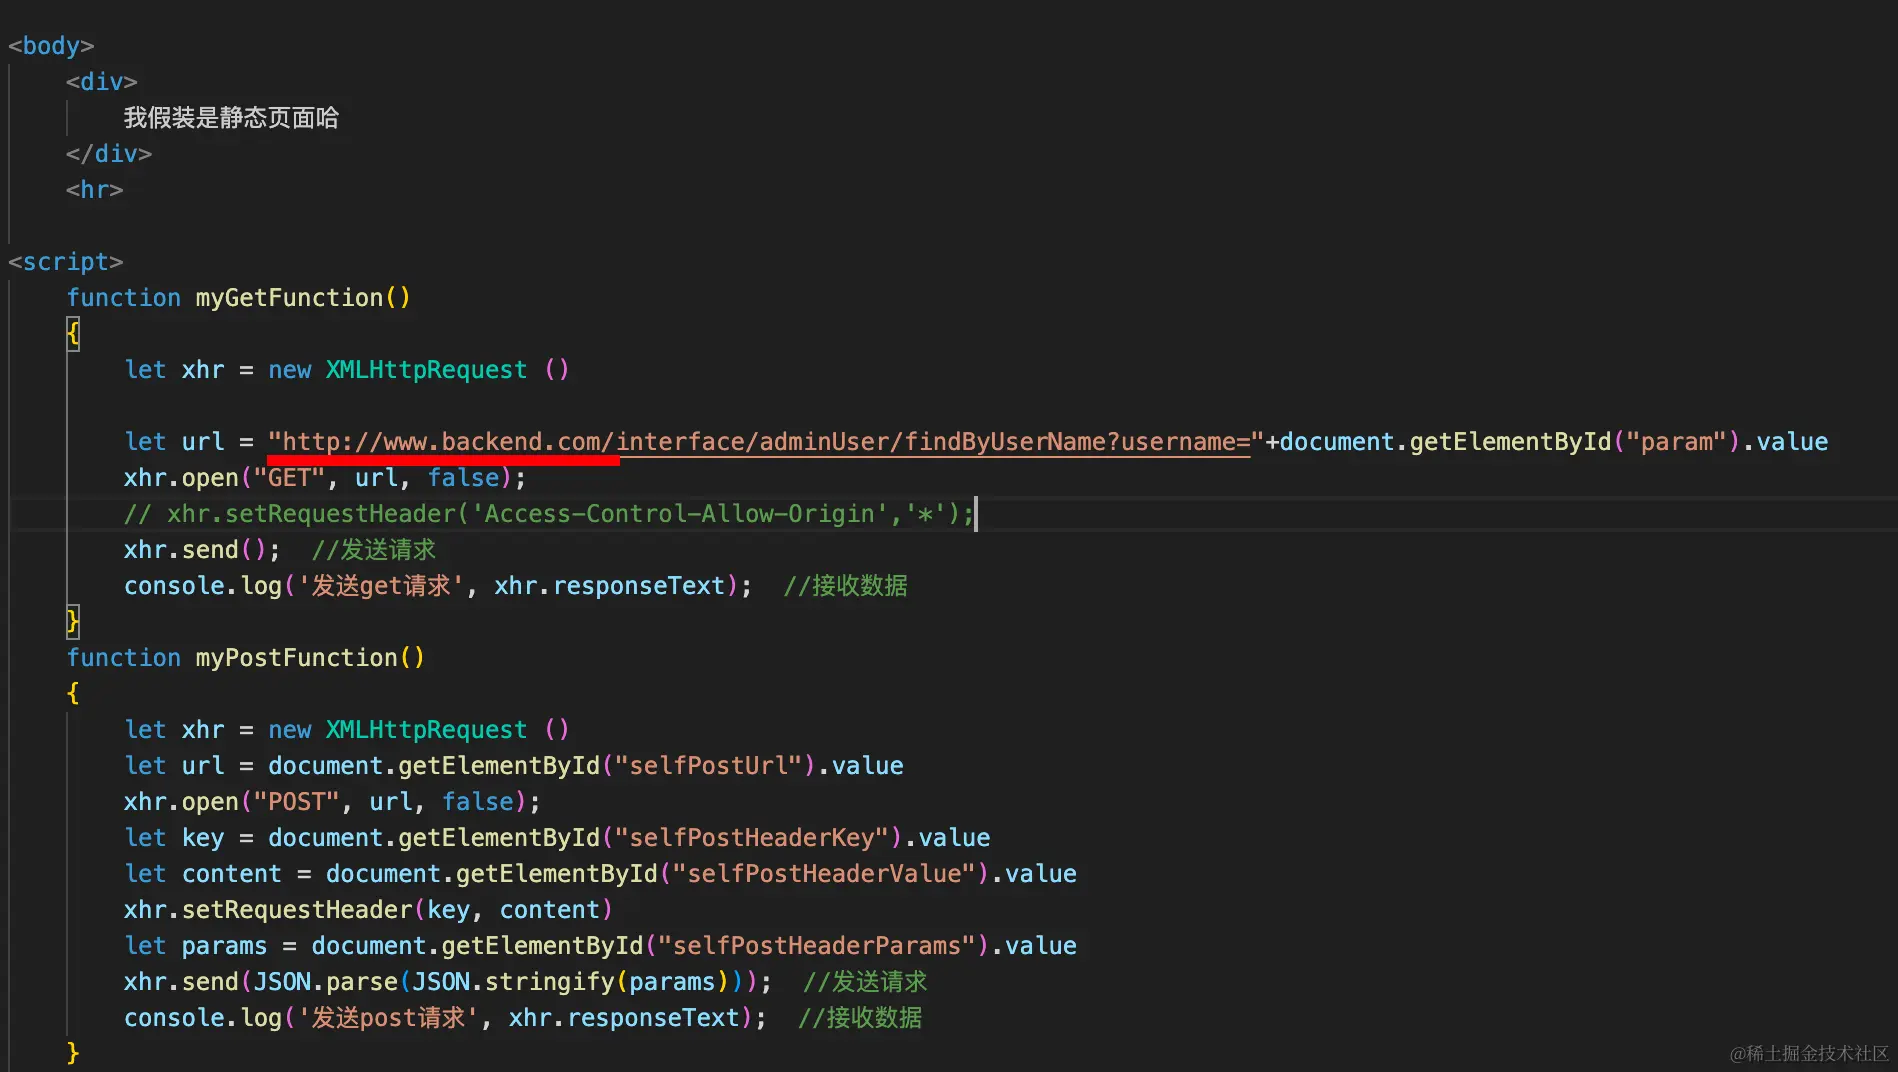 <body>
<div>
我假装是静态页面哈
</div>
<hr>
<script>
function myGetFunction()
{
let xhr = new XMLHttpRequest ()
let url = "http://www.backend.com/interface/adminUser/findByUserName?username="+document.getElementById("param").value
xhr.open("GET", url, false);
// xhr.setRequestHeader('Access-Control-Allow-Origin','*');
xhr.send();  //发送请求
console.log('发送get请求', xhr.responseText);  //接收数据
}
function myPostFunction()
{
let xhr = new XMLHttpRequest ()
let url = document.getElementById("selfPostUrl").value
xhr.open("POST", url, false);
let key = document.getElementById("selfPostHeaderKey").value
let content = document.getElementById("selfPostHeaderValue").value
xhr.setRequestHeader(key, content)
let params = document.getElementById("selfPostHeaderParams").value
xhr.send(JSON.parse(JSON.stringify(params)));  //发送请求
console.log('发送post请求', xhr.responseText);  //接收数据
}
@稀土掘金技术社区